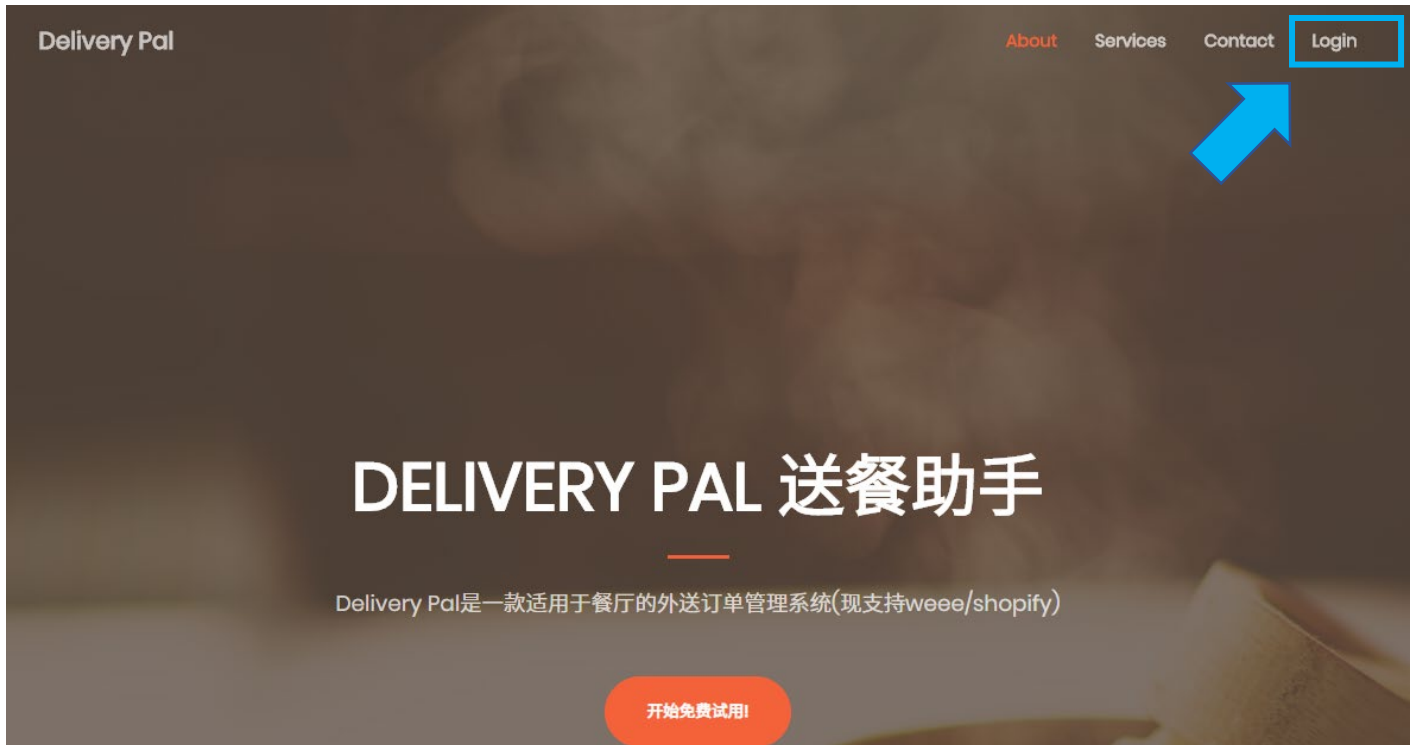 Delivery Pal
About
Services
Contact
Login
DELIVERY PAL 送餐助手
Delivery Pal是一款适用于餐厅的外送订单管理系统(现支持weee/shopify)
开始免费试用!